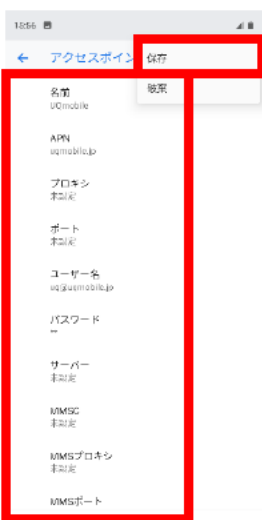 アクセスポイン
保存
破棄
名前
UQmobile
APN
uqmobile.jp
プロキシ
未設定
ポート
未設定
ユーザー名
uq@uqmobile.jp
パスワード
サーバー
未設定
MMSC
未設定
MMSプロキシ
未設定
MMSポート